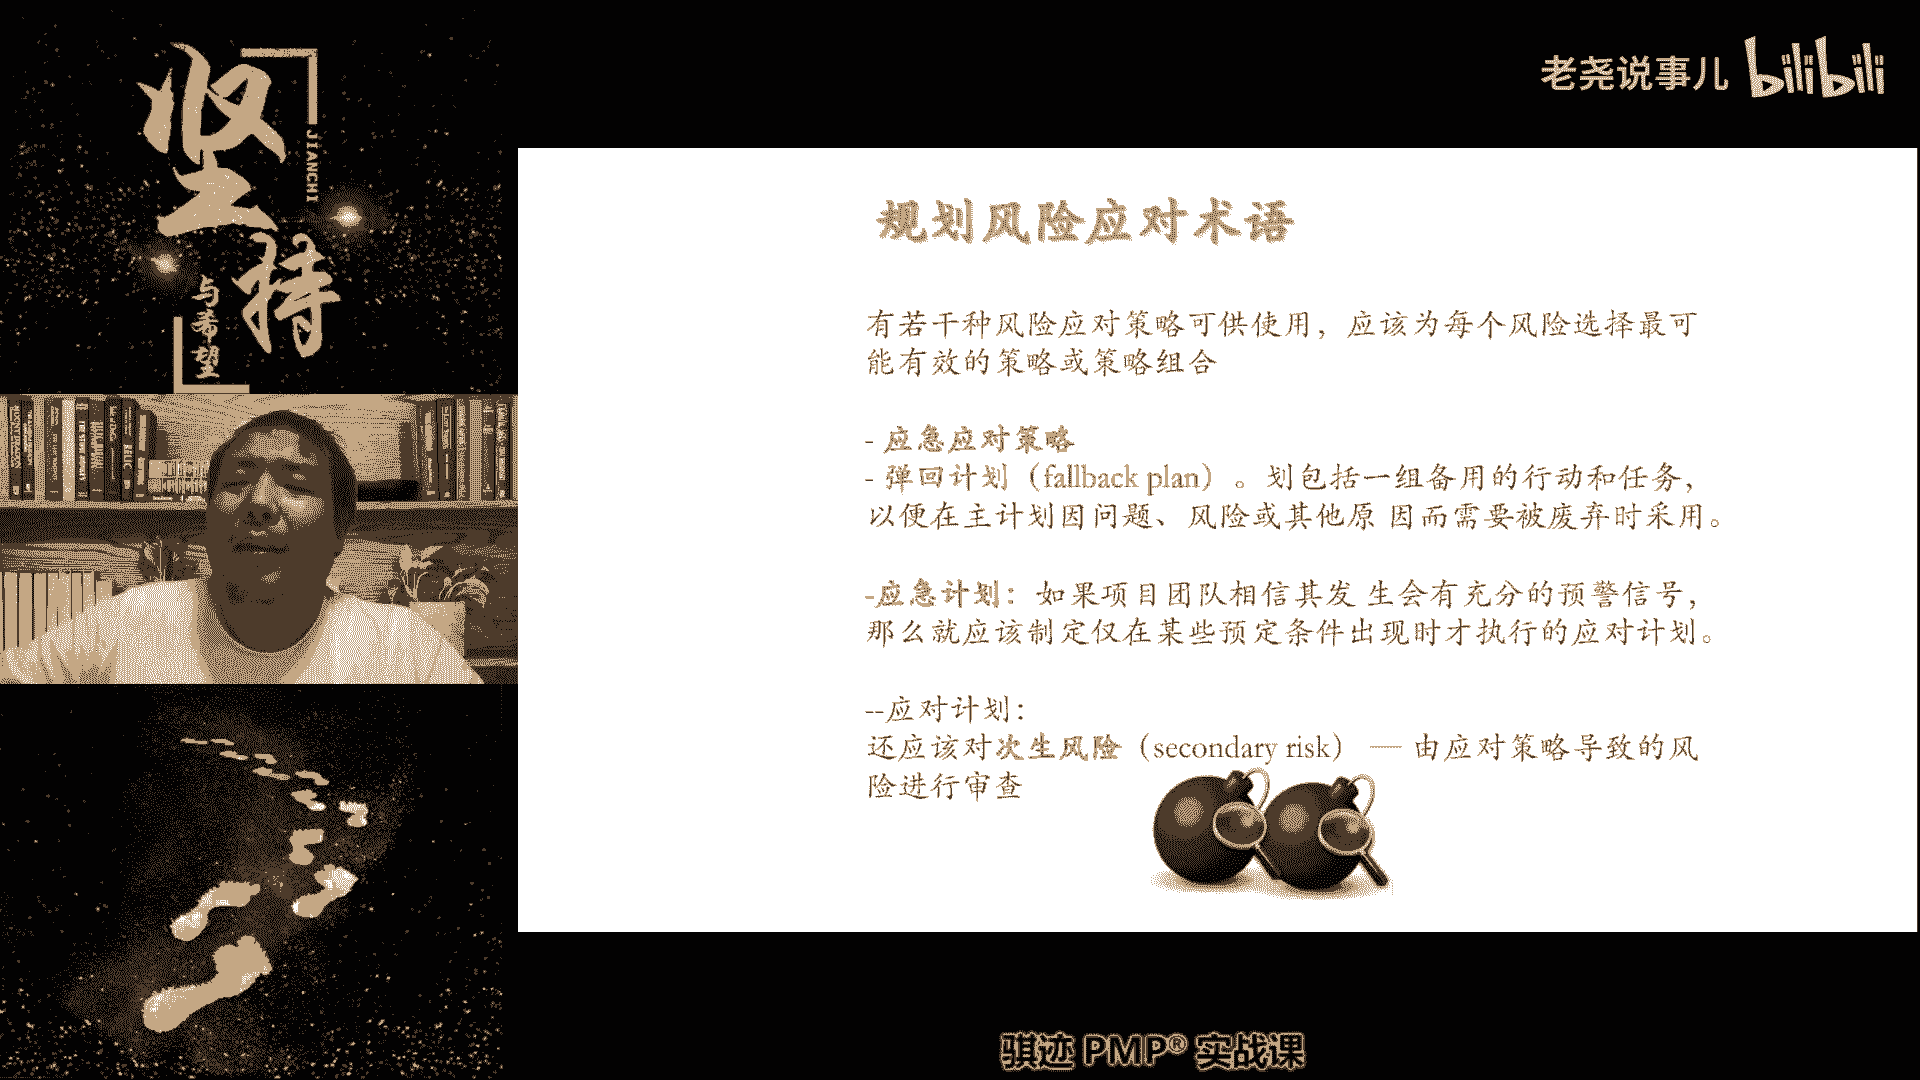 坚持
JIANCHI
与希望
老尧说事儿 bilibili
规划风险应对术语
有若干种风险应对策略可供使用，应该为每个风险选择最可
能有效的策略或策略组合
- 应急应对策略
- 弹回计划（fallback plan）。划包括一组备用的行动和任务，
以便在主计划因问题、风险或其他原 因而需要被废弃时采用。
-应急计划：如果项目团队相信其发 生会有充分的预警信号，
那么就应该制定仅在某些预定条件出现时才执行的应对计划。
--应对计划：
还应该对次生风险（secondary risk） — 由应对策略导致的风
险进行审查
骐迹 PMP® 实战课